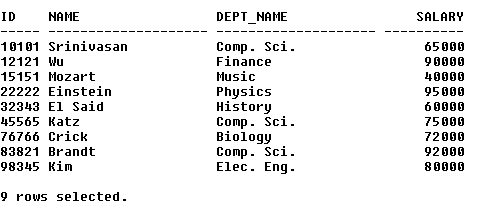 ID    NAME                 DEPT_NAME                SALARY
----- -------------------- -------------------- ----------
10101 Srinivasan           Comp. Sci.                65000
12121 Wu                   Finance                   90000
15151 Mozart               Music                     40000
22222 Einstein             Physics                   95000
32343 El Said              History                   60000
45565 Katz                 Comp. Sci.                75000
76766 Crick                Biology                   72000
83821 Brandt               Comp. Sci.                92000
98345 Kim                  Elec. Eng.                80000
9 rows selected.